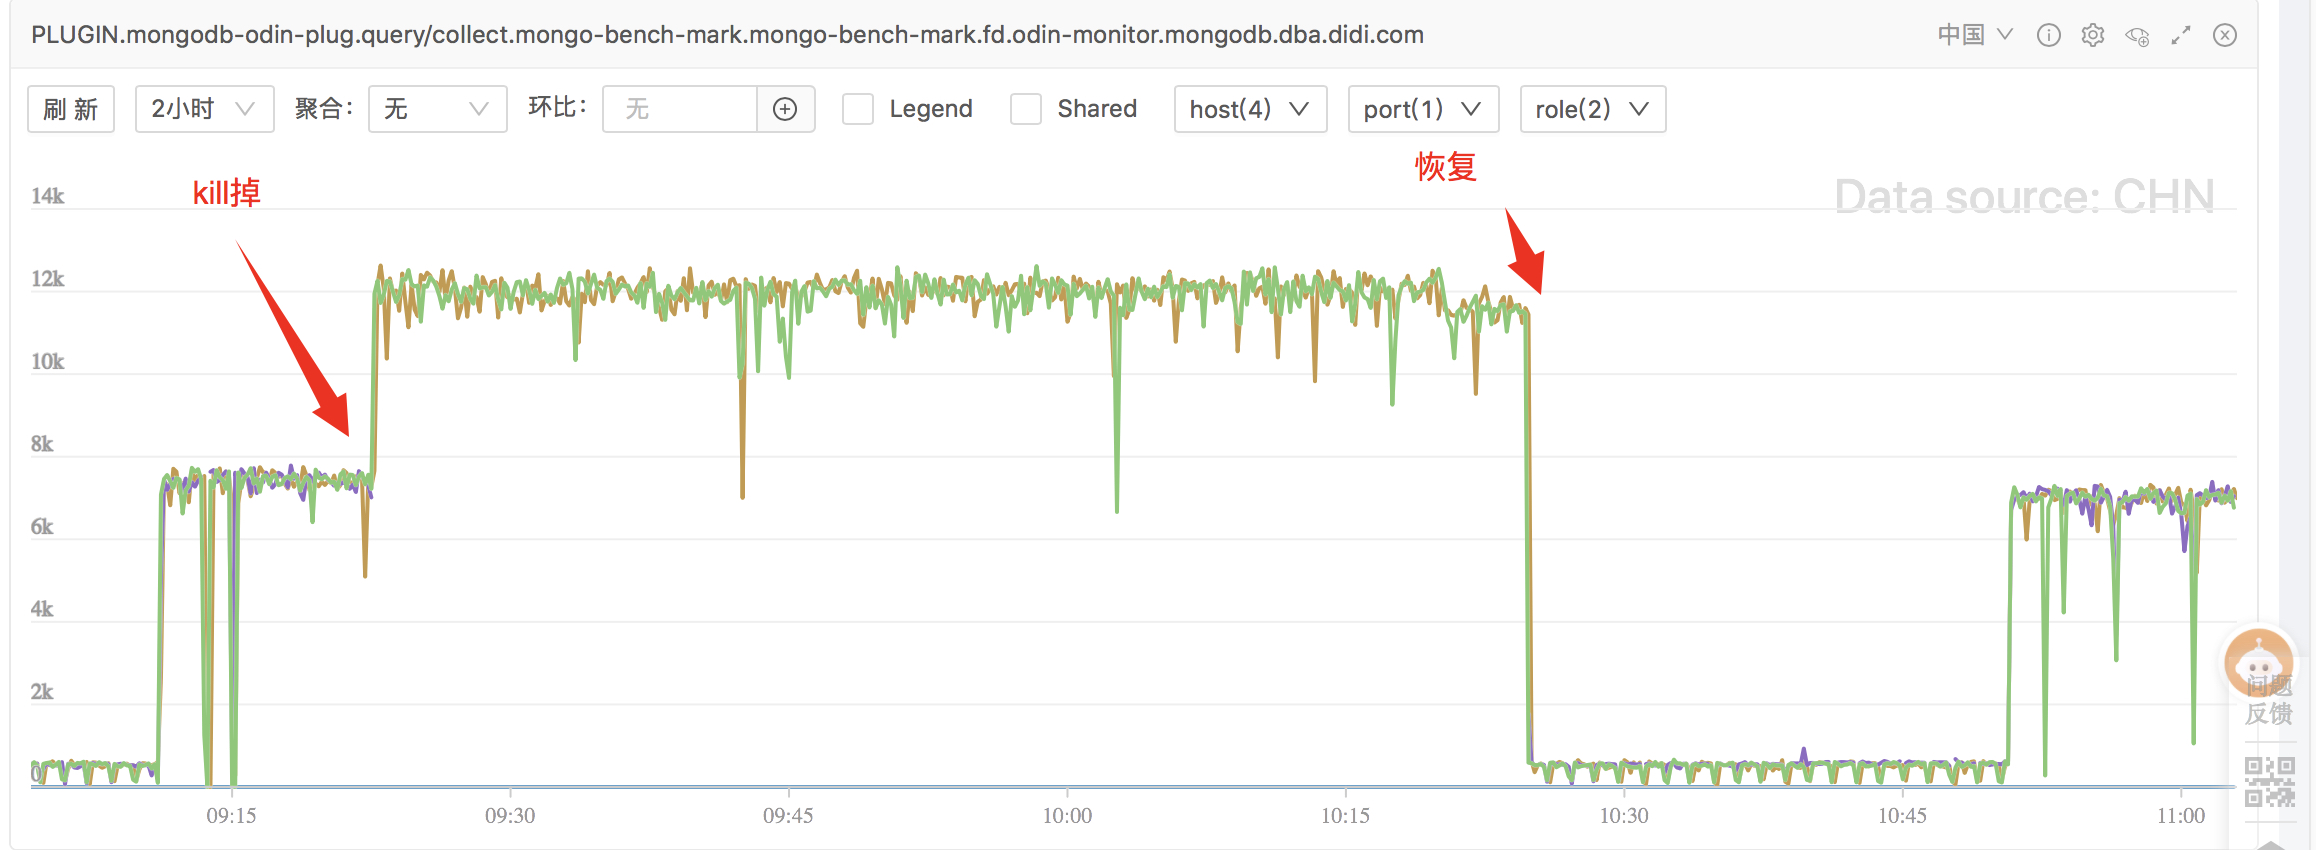 PLUGIN.mongodb-odin-plug.query/collect.mongo-bench-mark.mongo-bench-mark.fd.odin-monitor.mongodb.dba.didi.com 中国
刷 新 2小时 聚合： 无 环比： 无 Legend Shared host(4) port(1) role(2)
恢复
kill掉
Data source: CHN
14k
12k
10k
8k
6k
4k
2k
0
问题
反馈
09:15 09:30 09:45 10:00 10:15 10:30 10:45 11:00